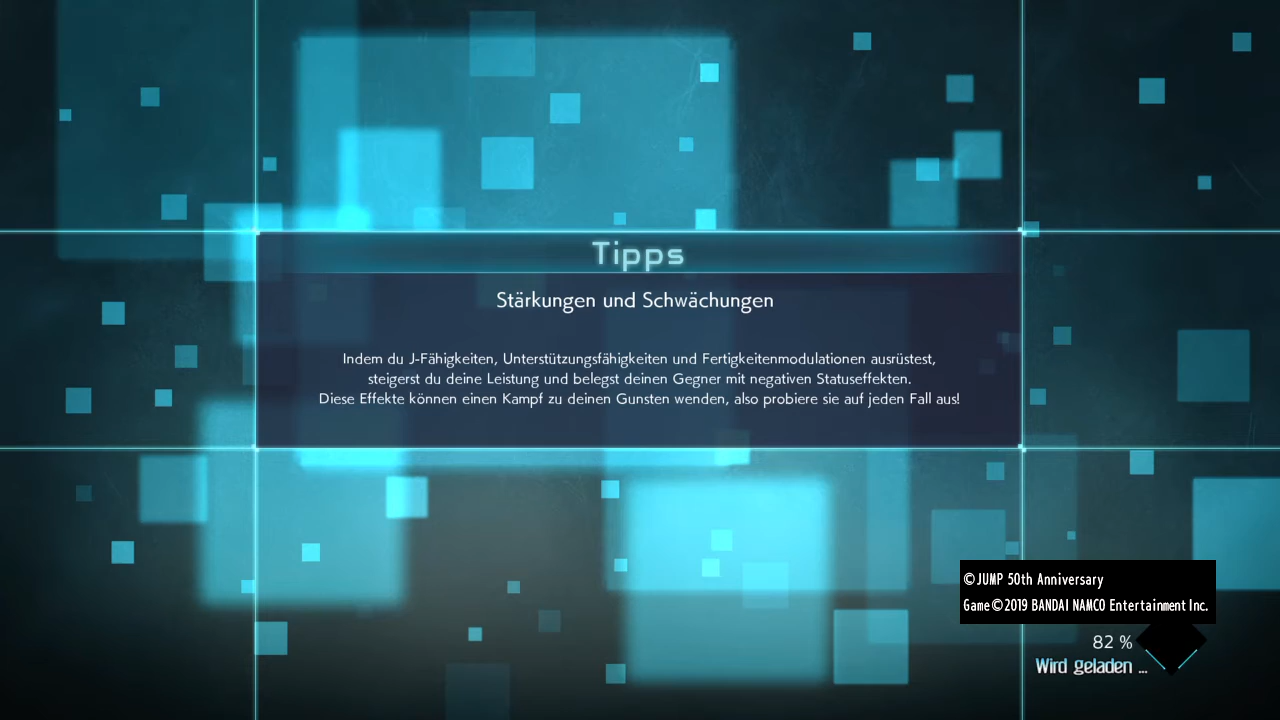 Tipps
Stärkungen und Schwächungen
Indem du J-Fähigkeiten, Unterstützungsfähigkeiten und Fertigkeitenmodulationen ausrüstest,
steigerst du deine Leistung und belegst deinen Gegner mit negativen Statuseffekten.
Diese Effekte können einen Kampf zu deinen Gunsten wenden, also probiere sie auf jeden Fall aus!
©JUMP 50th Anniversary
Game©2019 BANDAI NAMCO Entertainment Inc.
82 %
Wird geladen ...